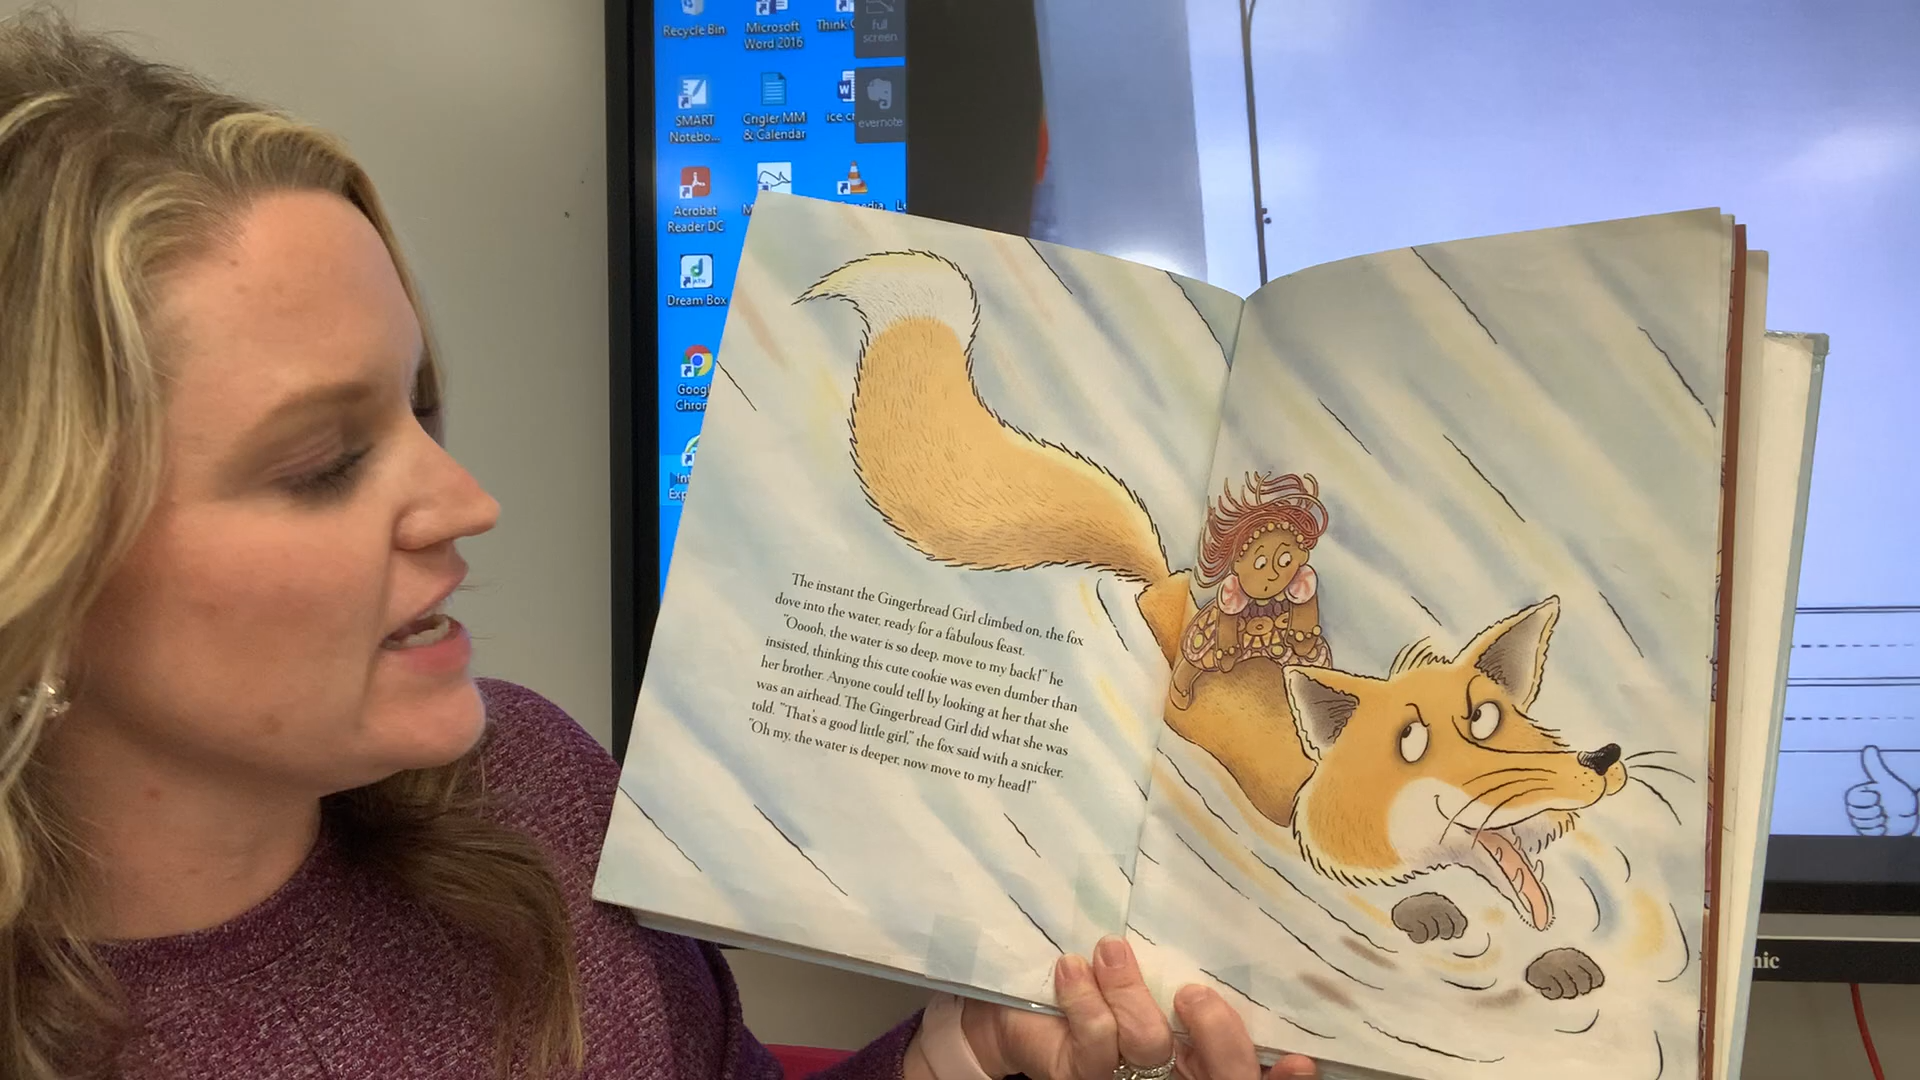 Recycle Bin
Microsoft
Word 2016
Think
full
screen
SMART
Notebo...
Crigler MM
& Calendar
evernote
Acrobat
Reader DC
Dream Box
Googl
Chron
Int
Exp
The instant the Gingerbread Girl climbed on, the fox
dove into the water, ready for a fabulous feast.
"Ooooh, the water is so deep, move to my back!" he
insisted, thinking this cute cookie was even dumber than
her brother. Anyone could tell by looking at her that she
was an airhead. The Gingerbread Girl did what she was
told. "That's a good little girl," the fox said with a snicker.
"Oh my, the water is deeper, now move to my head!"